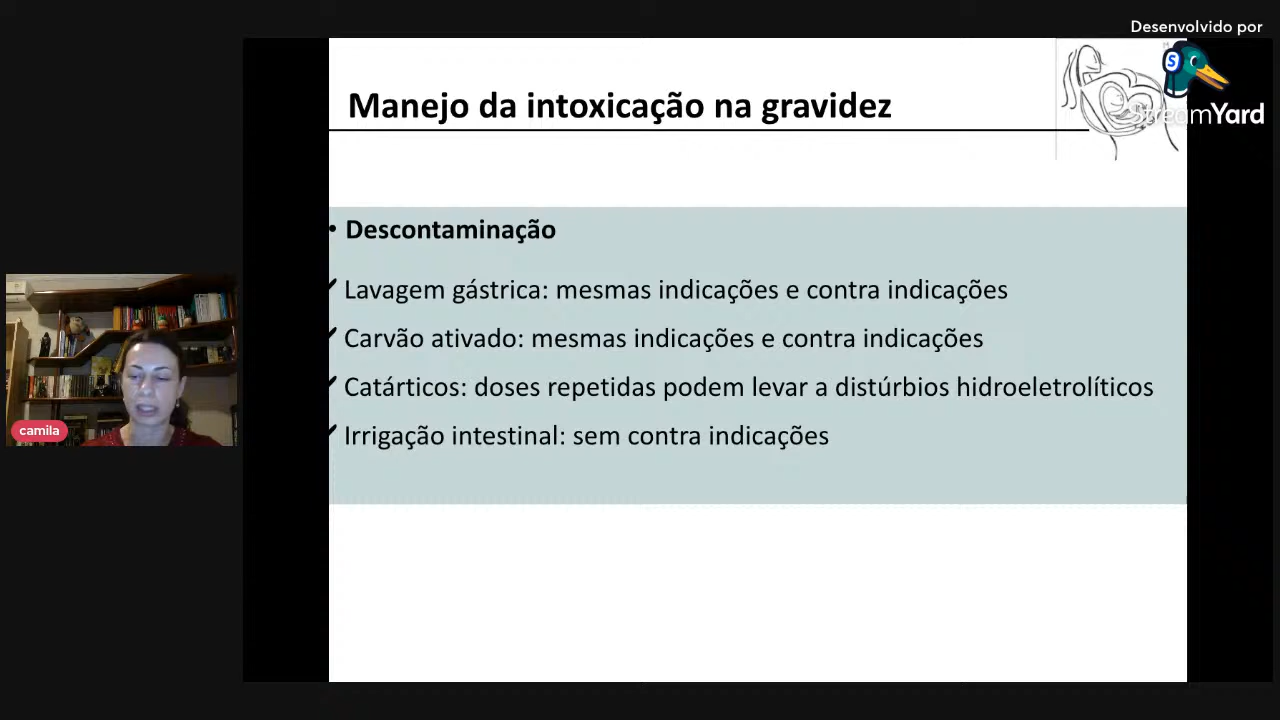 Desenvolvido por
StreamYard
Manejo da intoxicação na gravidez
• Descontaminação
✓ Lavagem gástrica: mesmas indicações e contra indicações
✓ Carvão ativado: mesmas indicações e contra indicações
✓ Catárticos: doses repetidas podem levar a distúrbios hidroeletrolíticos
✓ Irrigação intestinal: sem contra indicações
camila